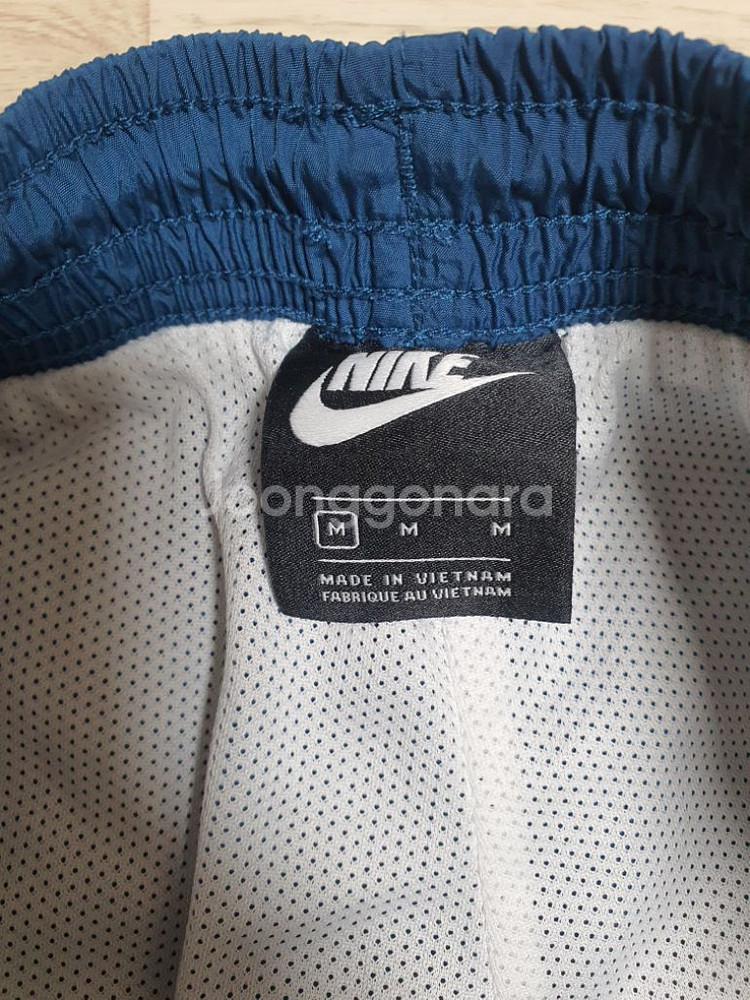 NIKE
joonggonara
M M M
MADE IN VIETNAM
FABRIQUE AU VIETNAM